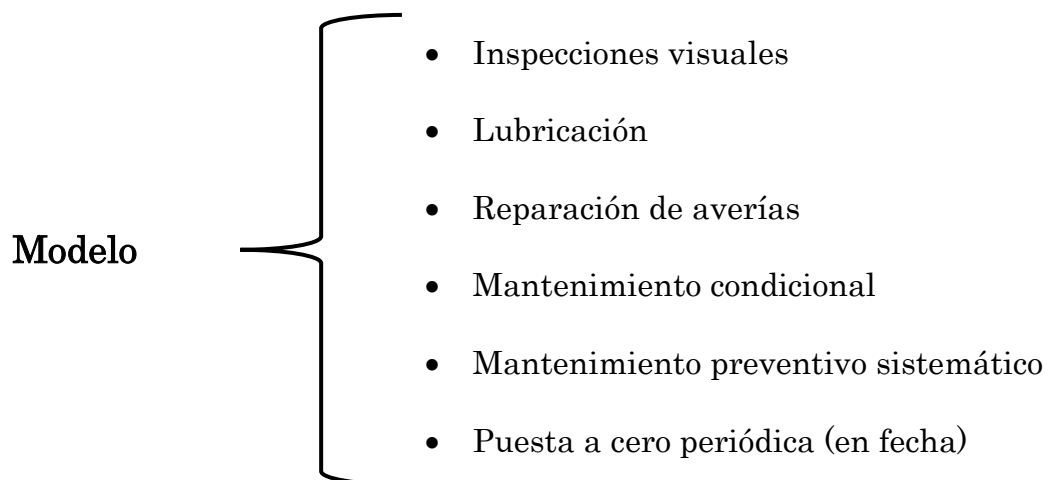 Modelo
• Inspecciones visuales
• Lubricación
• Reparación de averías
• Mantenimiento condicional
• Mantenimiento preventivo sistemático
• Puesta a cero periódica (en fecha)